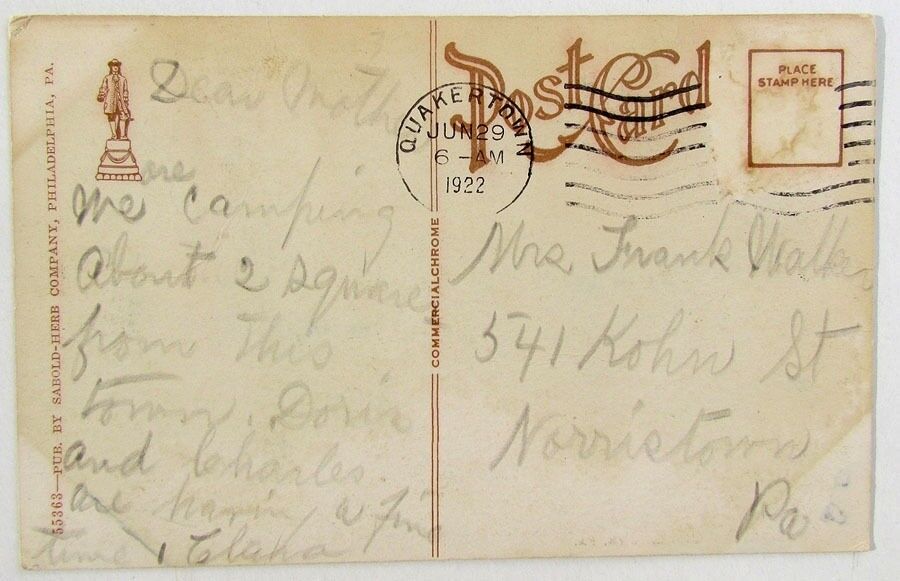 55363—PUB. BY SABOLD-HERB COMPANY, PHILADELPHIA, PA.
Dear Moth
We are camping
about 2 square
from this
town. Doris
and Charles
are havin, a fine
time, Clara
COMMERCIALCHROME
Post Card
QUAKERTOWN
JUN 29
6 - AM
1922
PLACE
STAMP HERE
Mrs Frank Walker
541 Kohn St
Norristown
Pa